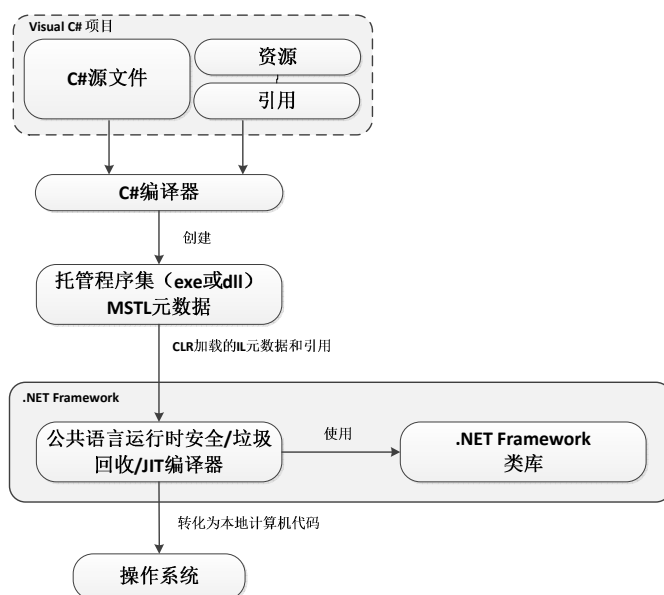 Visual C# 项目
C#源文件
资源
引用
C#编译器
创建
托管程序集（exe或dll）
MSTL元数据
CLR加载的IL元数据和引用
.NET Framework
公共语言运行时安全/垃圾
回收/JIT编译器
使用
.NET Framework
类库
转化为本地计算机代码
操作系统